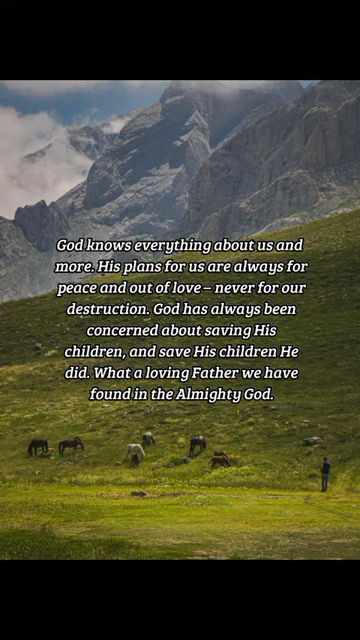 God knows everything about us and
more. His plans for us are always for
peace and out of love – never for our
destruction. God has always been
concerned about saving His
children, and save His children He
did. What a loving Father we have
found in the Almighty God.